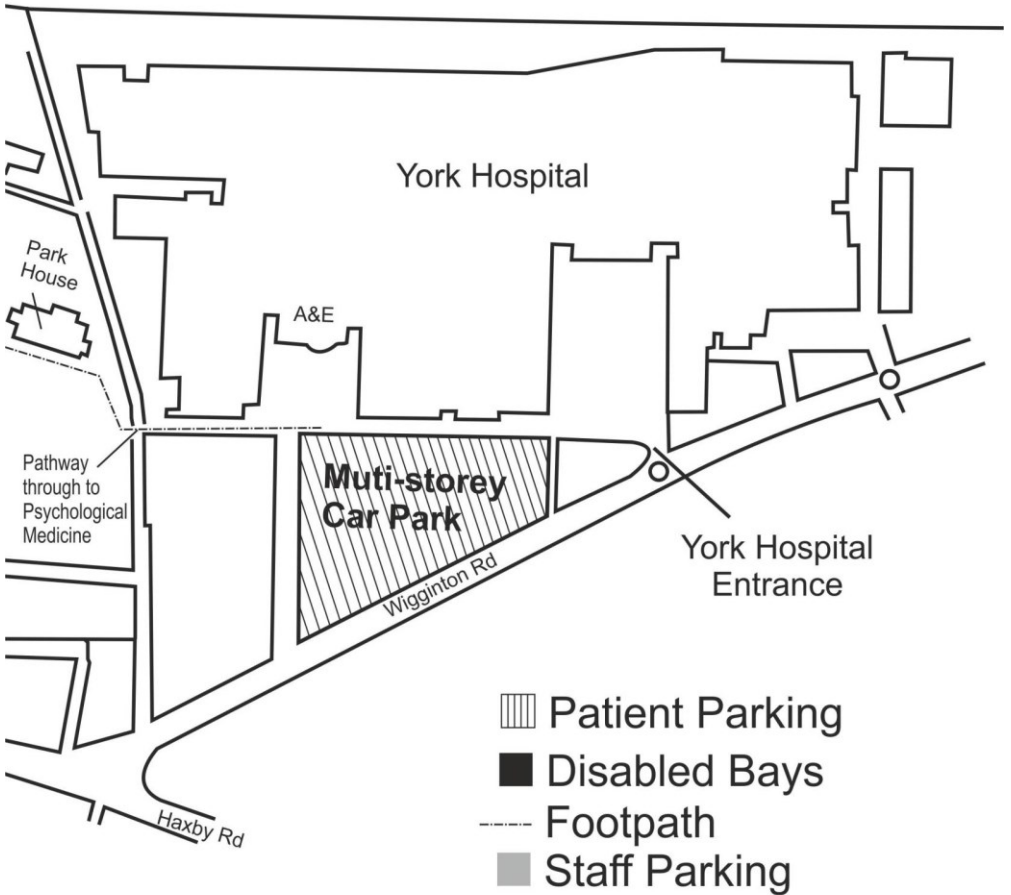 York Hospital
Park
House
A&E
Pathway
through to
Psychological
Medicine
Muti-storey
Car Park
Wigginton Rd
York Hospital
Entrance
Haxby Rd
Patient Parking
Disabled Bays
Footpath
Staff Parking